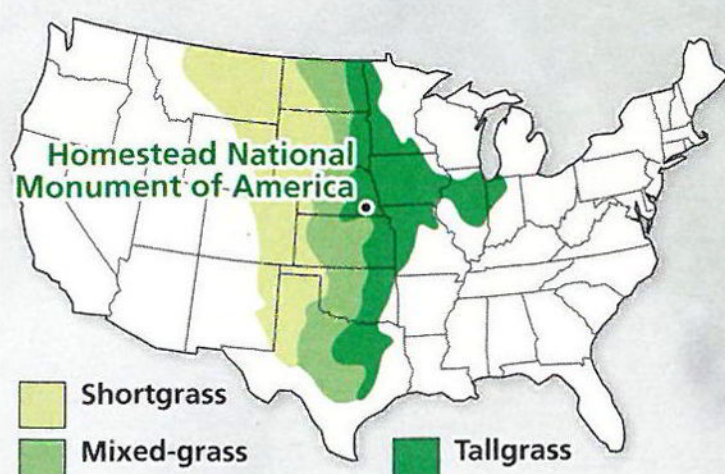 Homestead National
Monument of America
Shortgrass
Mixed-grass
Tallgrass